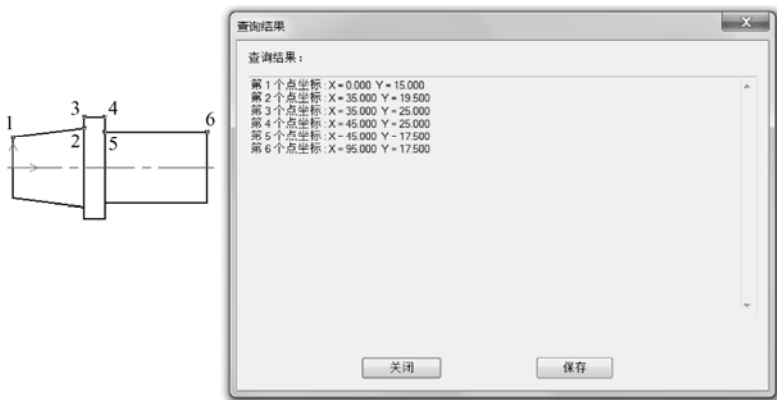 查询结果
X
查询结果：
第 1 个点坐标:X=0.000 Y=15.000
第 2 个点坐标:X=35.000 Y=19.500
第 3 个点坐标:X=35.000 Y=25.000
第 4 个点坐标:X=45.000 Y=25.000
第 5 个点坐标:X-45.000 Y-17.500
第 6 个点坐标:X=95.000 Y=17.500
关闭
保存
3 4
6
1
2 5